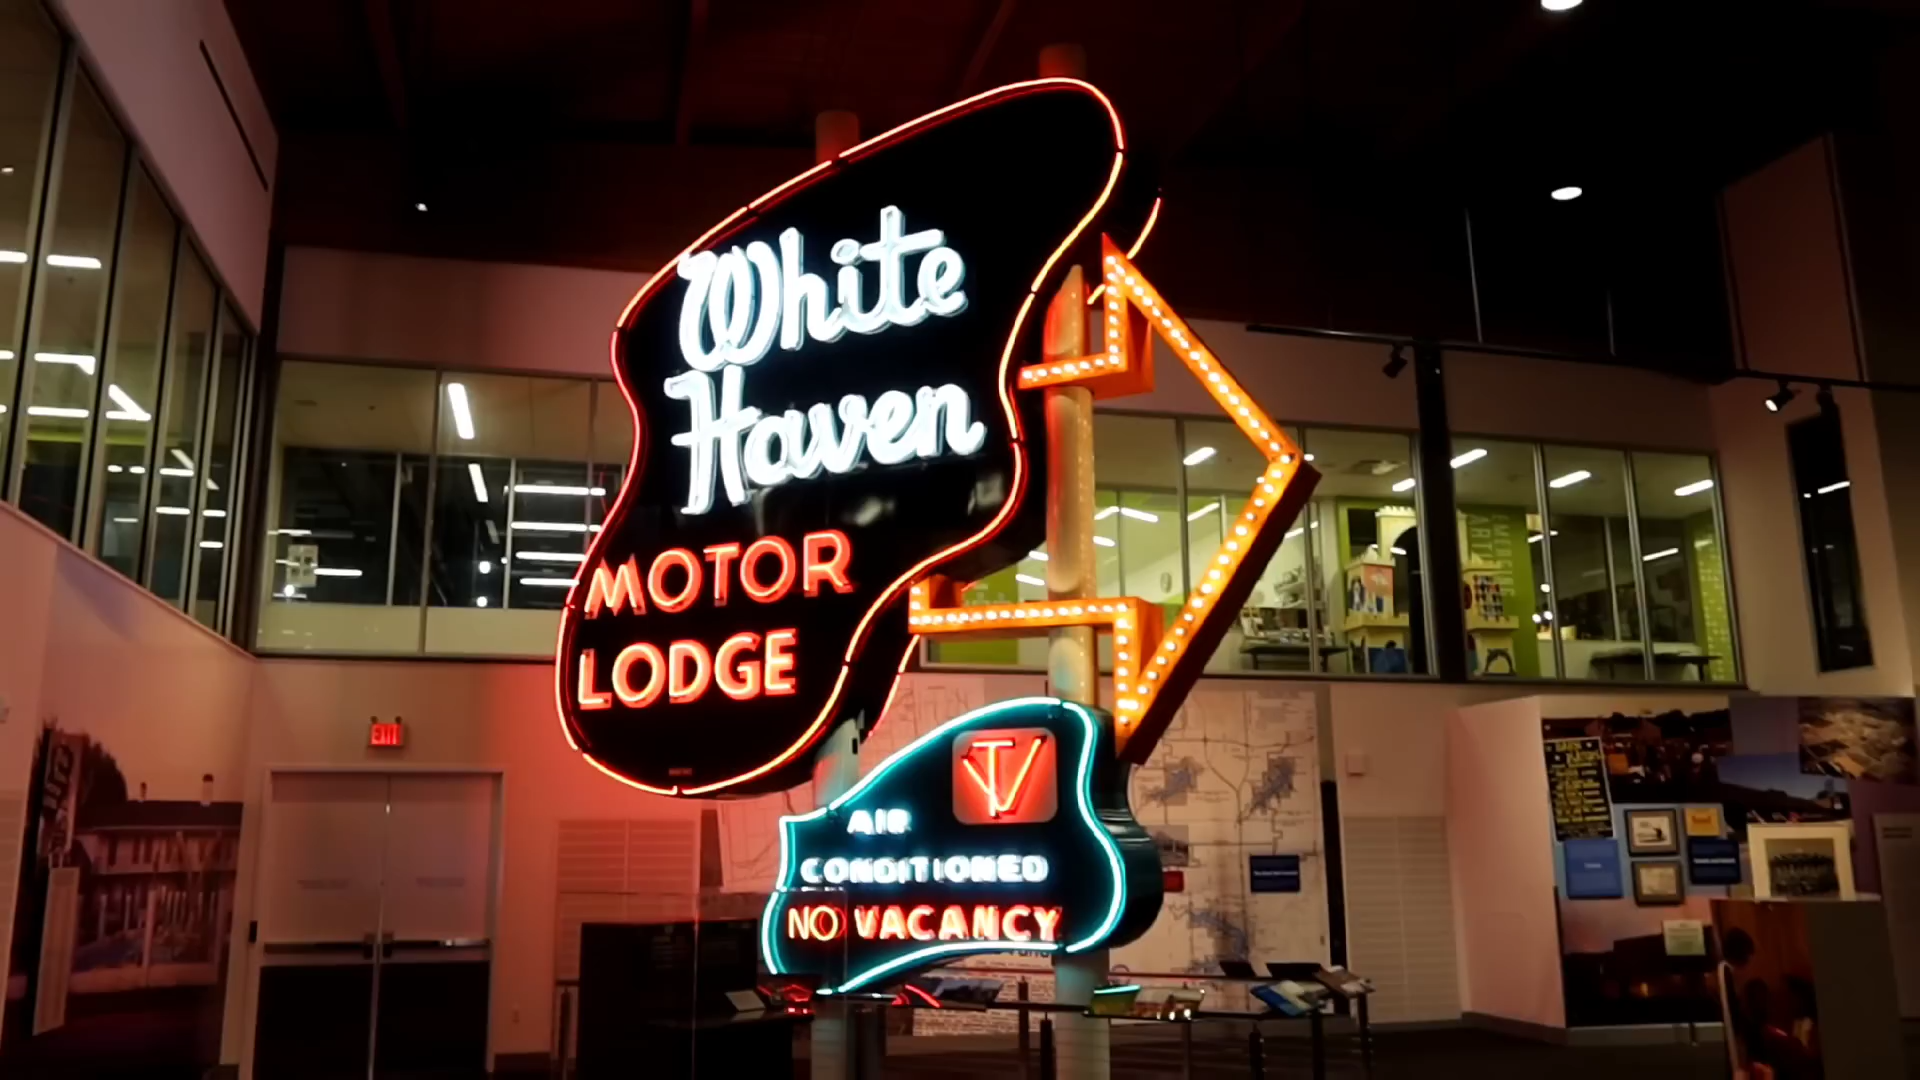 White
Haven
MOTOR
LODGE
TV
AIR
CONDITIONED
NO VACANCY
EXIT